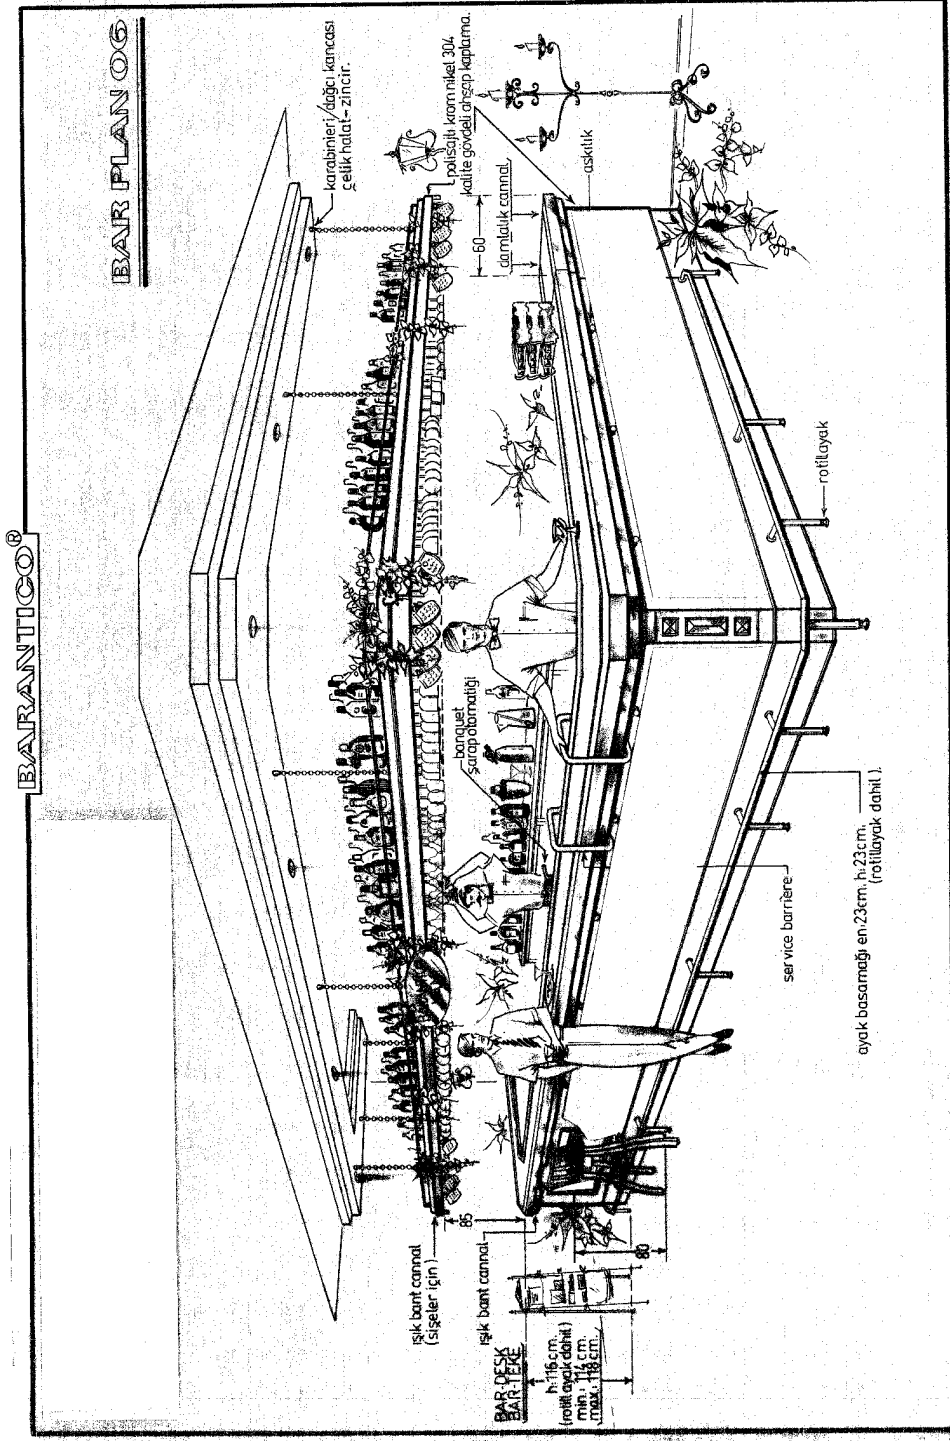 BARANTICO®
BAR PLAN 06
karabinieri/dağcı kancası
çelik halat-zincir.
polisajlı krom nikel 304
kalite gövdeli ahşap kaplama.
60
damlalık cannal
askılık
banquet
şarap otomatiği
rotillayak
ışık bant cannal
(şişeler için)
85
ışık bant cannal
80
service barrière
ayak basamağı en:23cm. h:23cm.
(rotillayak dahil).
BAR-DESK
BAR-TEKE
h:116 cm.
(rotill ayak dahil)
min.: 114 cm.
max.: 118 cm.